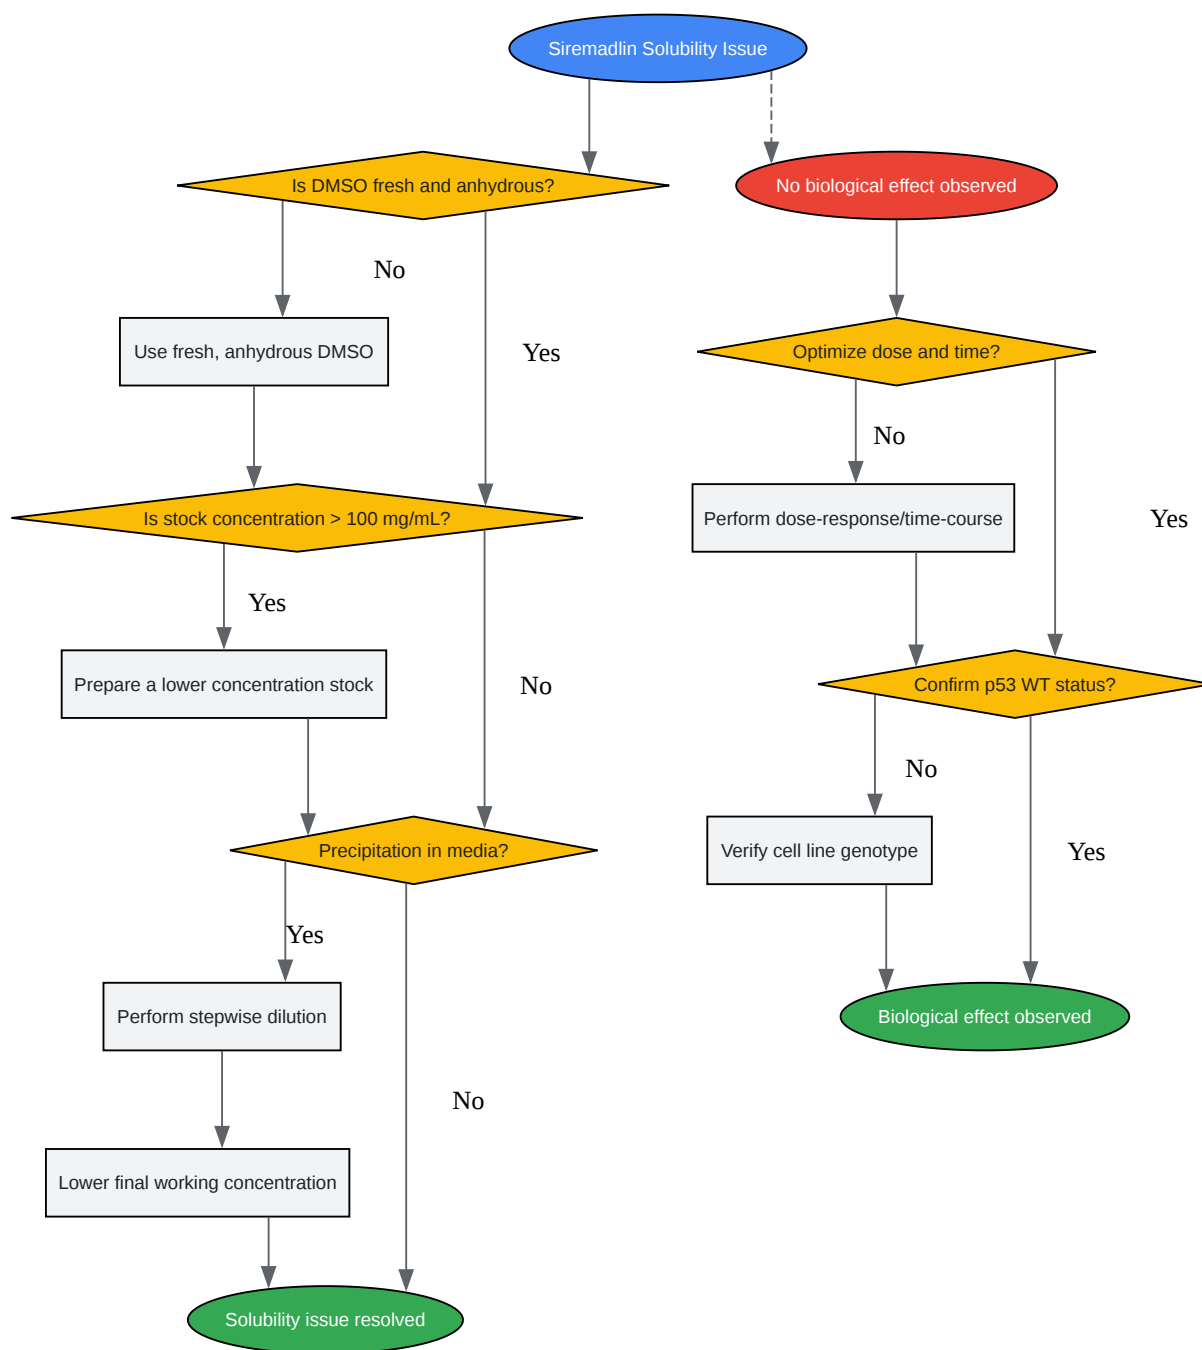 Siremadlin Solubility Issue
Is DMSO fresh and anhydrous?
No biological effect observed
No
Yes
Use fresh, anhydrous DMSO
Optimize dose and time?
No
Is stock concentration > 100 mg/mL?
Perform dose-response/time-course
Yes
Yes
No
Prepare a lower concentration stock
Confirm p53 WT status?
No
Precipitation in media?
Verify cell line genotype
Yes
Yes
Perform stepwise dilution
Biological effect observed
No
Lower final working concentration
Solubility issue resolved